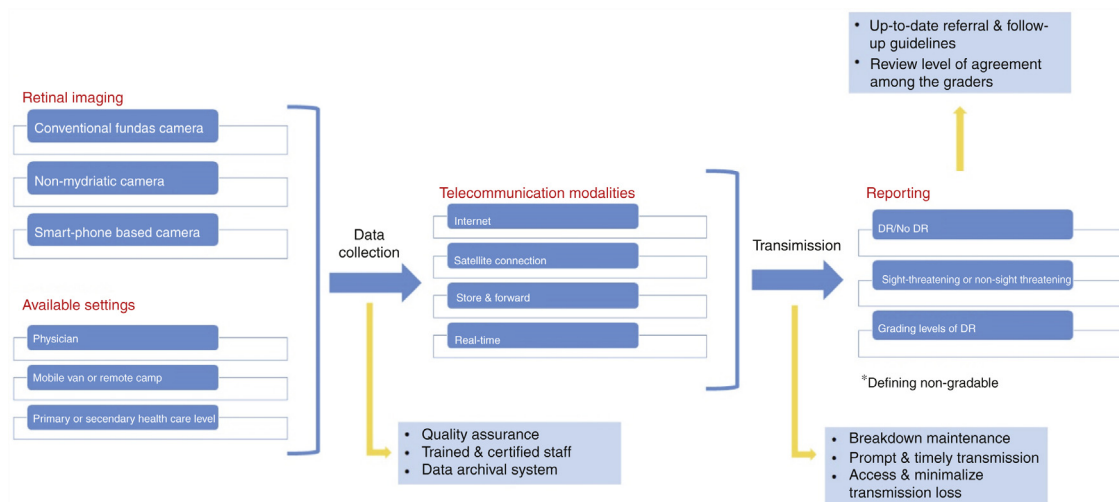 Retinal imaging
Conventional fundas camera
Non-mydriatic camera
Smart-phone based camera
Available settings
Physician
Mobile van or remote camp
Primary or secendary health care level
Data
collection
• Quality assurance
• Trained & certified staff
• Data archival system
Telecommunication modalities
Internet
Satellite connection
Store & forward
Real-time
Transimission
• Breakdown maintenance
• Prompt & timely transmission
• Access & minimalize
transmission loss
• Up-to-date referral & follow-
up guidelines
• Review level of agreement
among the graders
Reporting
DR/No DR
Sight-threatening or non-sight threatening
Grading levels of DR
*Defining non-gradable